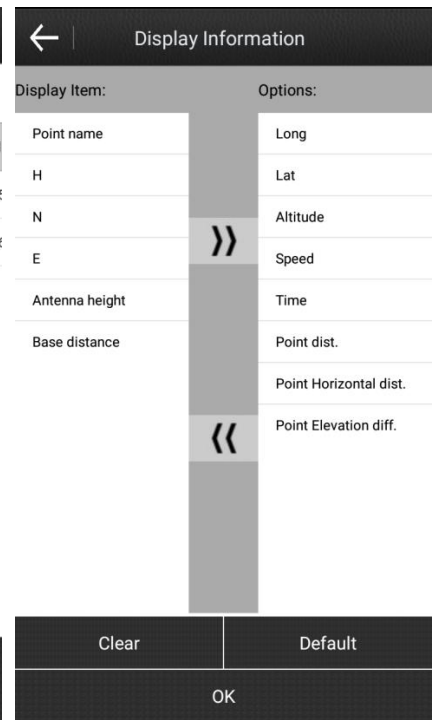 Display Information
Display Item:
Options:
Point name
H
N
E
Antenna height
Base distance
Long
Lat
Altitude
Speed
Time
Point dist.
Point Horizontal dist.
Point Elevation diff.
Clear
Default
OK